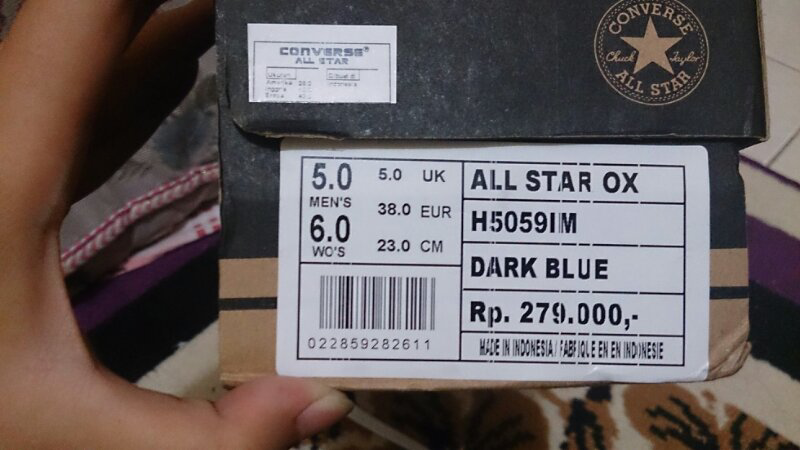 CONVERSE®
ALL STAR
Ukuran
Indonesia
CONVERSE
Chuck Taylor
ALL STAR
5.0 MEN'S
6.0 WO'S
5.0 UK
38.0 EUR
23.0 CM
022859282611
ALL STAR OX
H5059IM
DARK BLUE
Rp. 279.000,-
MADE IN INDONESIA / FABRIQUE EN EN INDONESIE